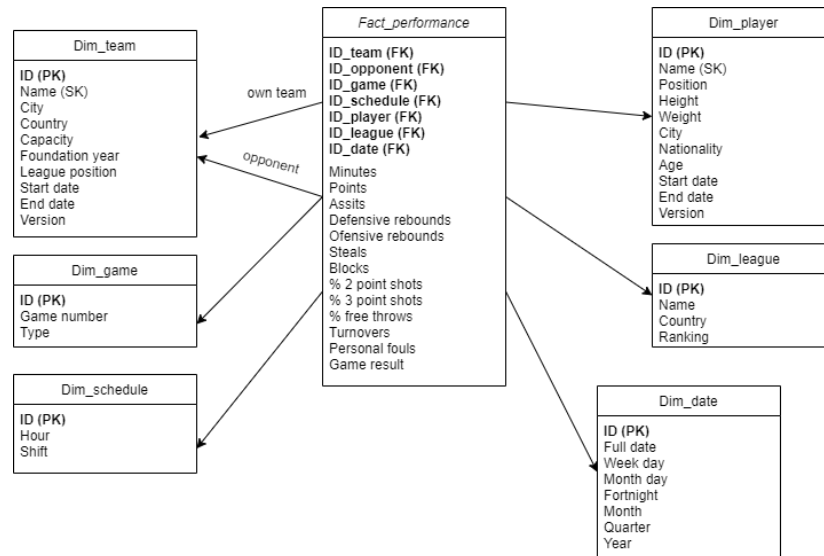 Dim_team
ID (PK)
Name (SK)
City
Country
Capacity
Foundation year
League position
Start date
End date
Version
Dim_game
ID (PK)
Game number
Type
Dim_schedule
ID (PK)
Hour
Shift
own team
opponent
Fact_performance
ID_team (FK)
ID_opponent (FK)
ID_game (FK)
ID_schedule (FK)
ID_player (FK)
ID_league (FK)
ID_date (FK)
Minutes
Points
Assits
Defensive rebounds
Ofensive rebounds
Steals
Blocks
% 2 point shots
% 3 point shots
% free throws
Turnovers
Personal fouls
Game result
Dim_player
ID (PK)
Name (SK)
Position
Height
Weight
City
Nationality
Age
Start date
End date
Version
Dim_league
ID (PK)
Name
Country
Ranking
Dim_date
ID (PK)
Full date
Week day
Month day
Fortnight
Month
Quarter
Year